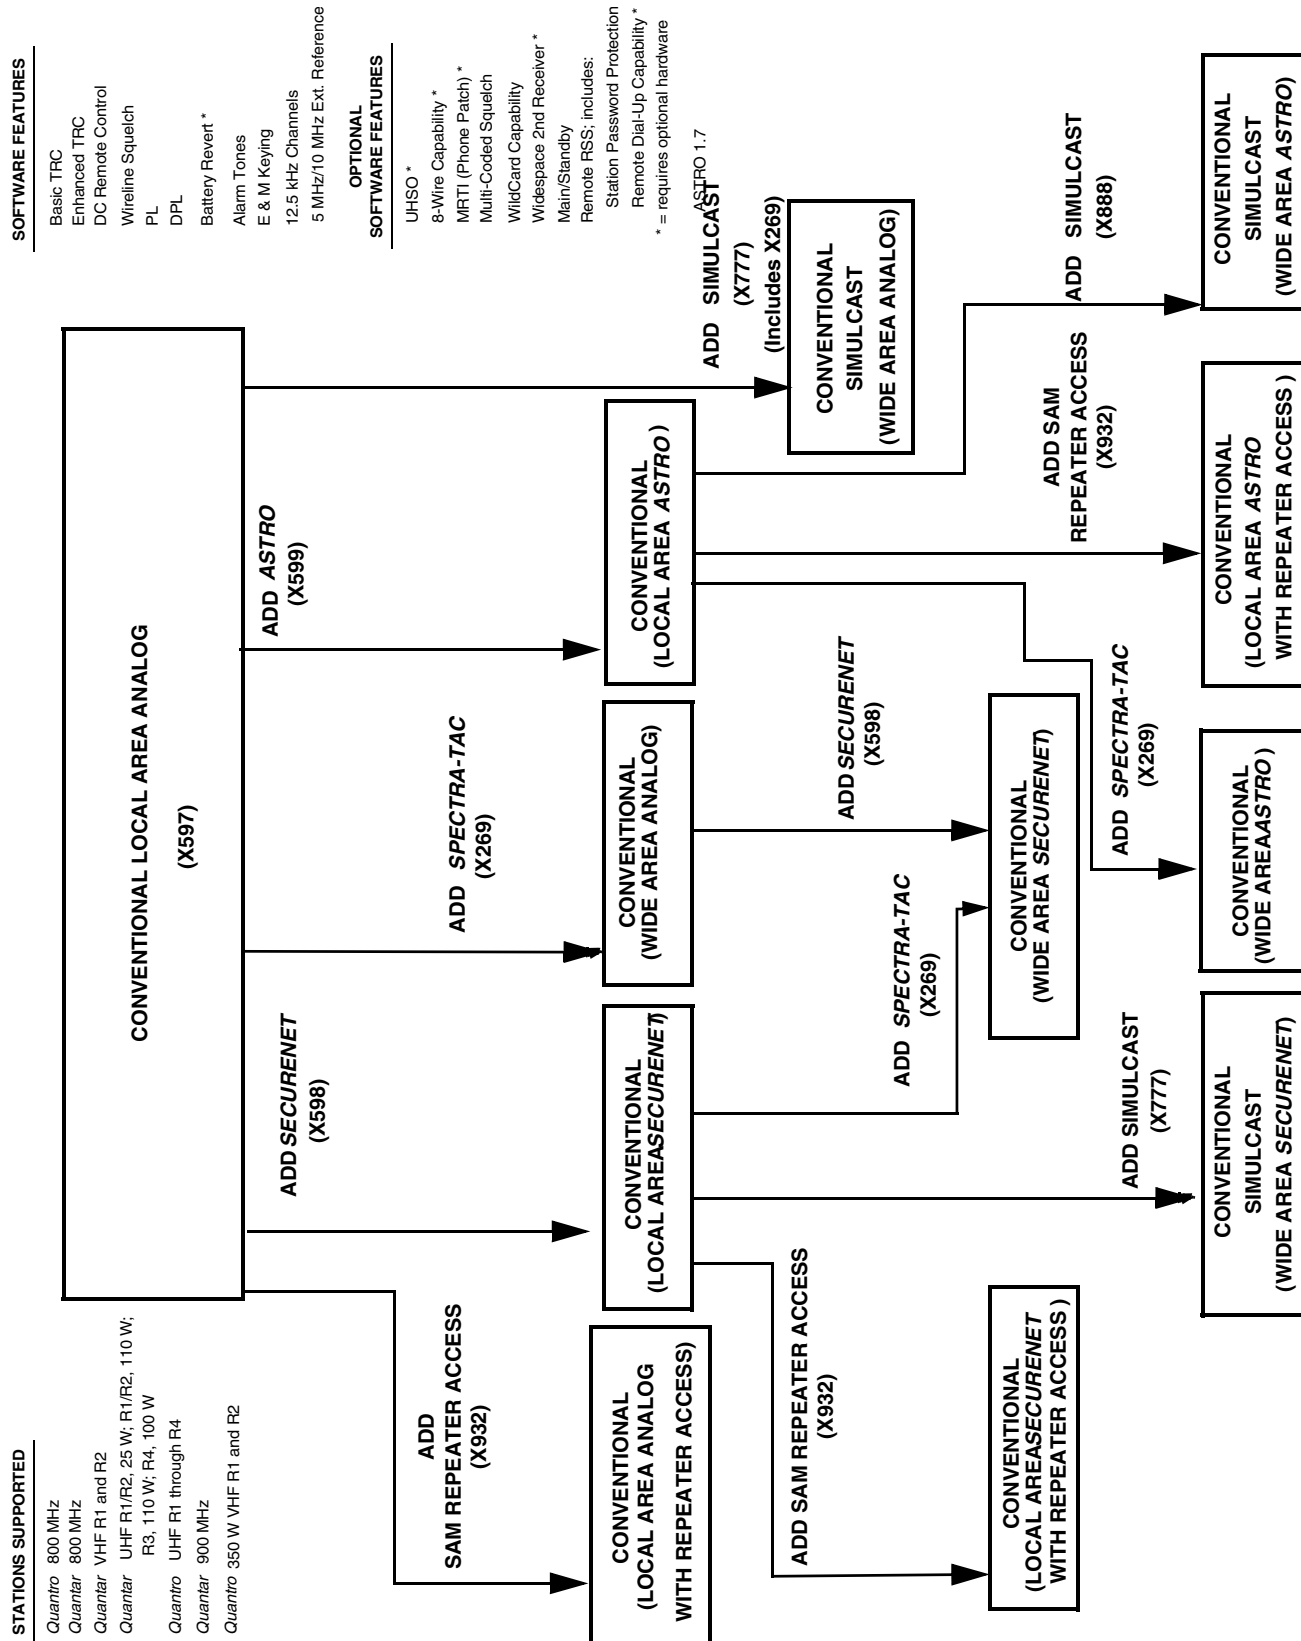 STATIONS SUPPORTED
Quantro 800 MHz
Quantar 800 MHz
Quantar VHF R1 and R2
Quantar UHF R1/R2, 25 W; R1/R2, 110 W;
R3, 110 W; R4, 100 W
Quantro UHF R1 through R4
Quantar 900 MHz
Quantro 350 W VHF R1 and R2
CONVENTIONAL LOCAL AREA ANALOG
(X597)
SOFTWARE FEATURES
Basic TRC
Enhanced TRC
DC Remote Control
Wireline Squelch
PL
DPL
Battery Revert *
Alarm Tones
E & M Keying
12.5 kHz Channels
5 MHz/10 MHz Ext. Reference
OPTIONAL
SOFTWARE FEATURES
UHSO *
8-Wire Capability *
MRTI (Phone Patch) *
Multi-Coded Squelch
WildCard Capability
Widespace 2nd Receiver *
Main/Standby
Remote RSS; includes:
Station Password Protection
Remote Dial-Up Capability *
* = requires optional hardware
ASTRO 1.7
ADD
SAM REPEATER ACCESS
(X932)
ADD SECURENET
(X598)
ADD SPECTRA-TAC
(X269)
ADD ASTRO
(X599)
ADD SIMULCAST
(X777)
(Includes X269)
CONVENTIONAL
(LOCAL AREA ANALOG
WITH REPEATER ACCESS)
CONVENTIONAL
(LOCAL AREASECURENET)
CONVENTIONAL
(WIDE AREA ANALOG)
CONVENTIONAL
(LOCAL AREA ASTRO )
CONVENTIONAL
SIMULCAST
(WIDE AREA ANALOG)
ADD SAM REPEATER ACCESS
(X932)
ADD SPECTRA-TAC
(X269)
ADD SECURENET
(X598)
CONVENTIONAL
(LOCAL AREASECURENET
WITH REPEATER ACCESS )
CONVENTIONAL
(WIDE AREA SECURENET)
ADD SIMULCAST
(X777)
ADD SPECTRA-TAC
(X269)
ADD SAM
REPEATER ACCESS
(X932)
ADD SIMULCAST
(X888)
CONVENTIONAL
SIMULCAST
(WIDE AREA SECURENET)
CONVENTIONAL
(WIDE AREAASTRO )
CONVENTIONAL
(LOCAL AREA ASTRO
WITH REPEATER ACCESS )
CONVENTIONAL
SIMULCAST
(WIDE AREA ASTRO)